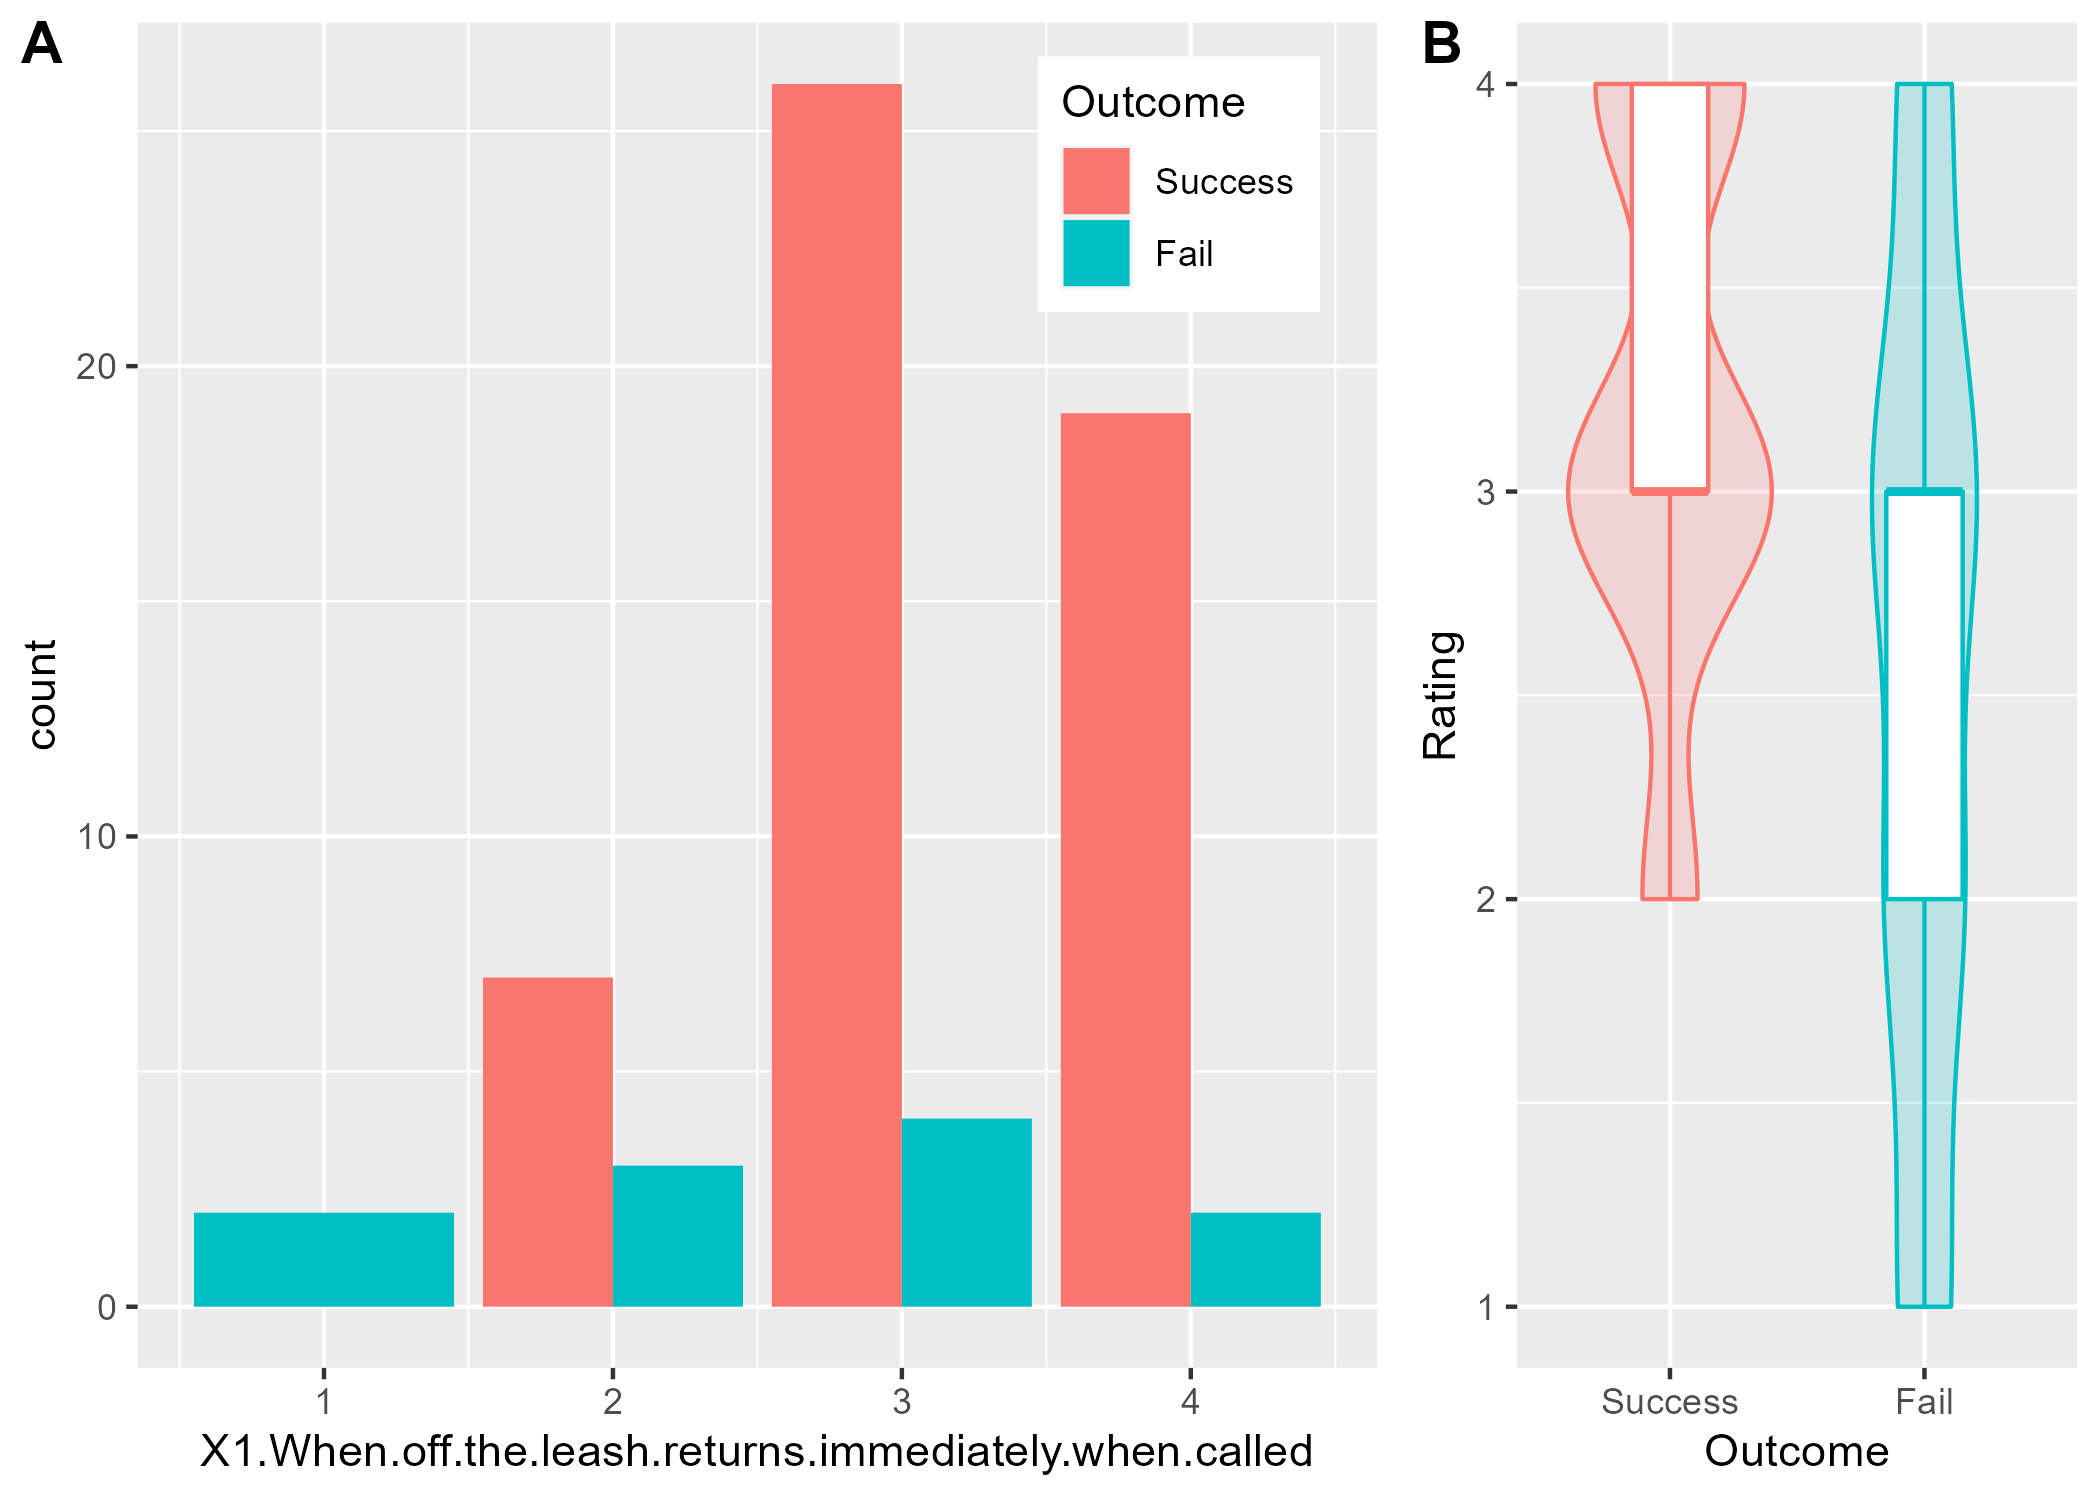 A
count
20
10
0
1
2
3
4
X1.When.off.the.leash.returns.immediately.when.called
Outcome
Success
Fail
B
Rating
4
3
2
1
Success
Fail
Outcome